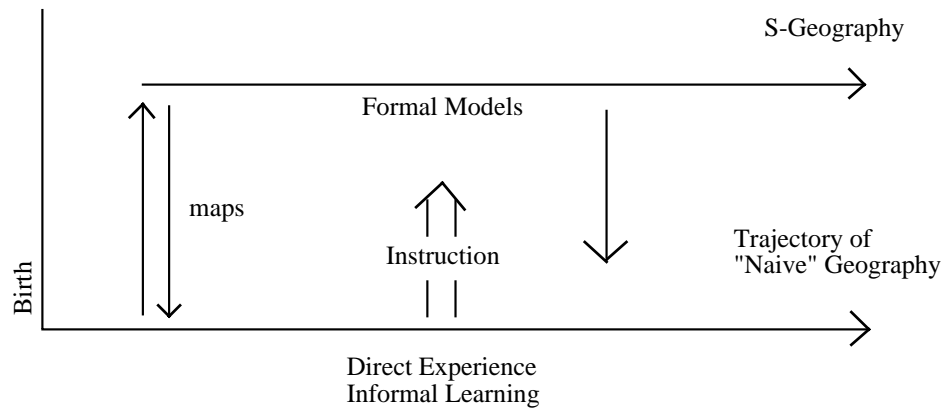 S-Geography
Formal Models
maps
Instruction
Trajectory of
"Naive" Geography
Birth
Direct Experience
Informal Learning